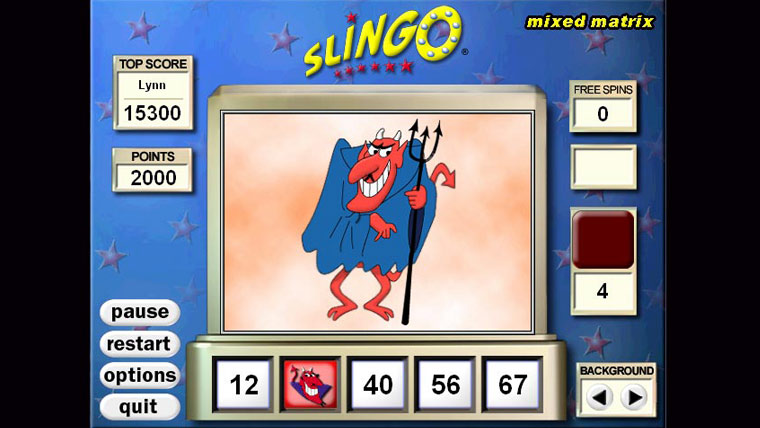 SLINGO
®
mixed matrix
TOP SCORE
Lynn
15300
POINTS
2000
FREE SPINS
0
4
pause
restart
options
quit
12
40
56
67
BACKGROUND